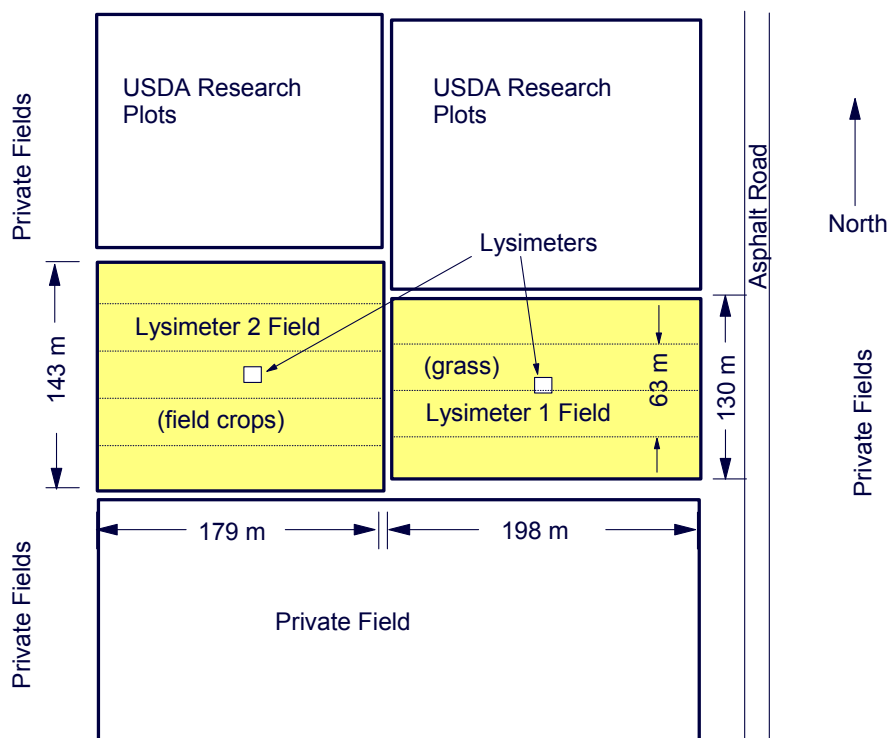 USDA Research
Plots
USDA Research
Plots
Private Fields
Asphalt Road
North
Lysimeters
Lysimeter 2 Field
(field crops)
143 m
(grass)
63 m
Lysimeter 1 Field
130 m
Private Fields
179 m
198 m
Private Fields
Private Field